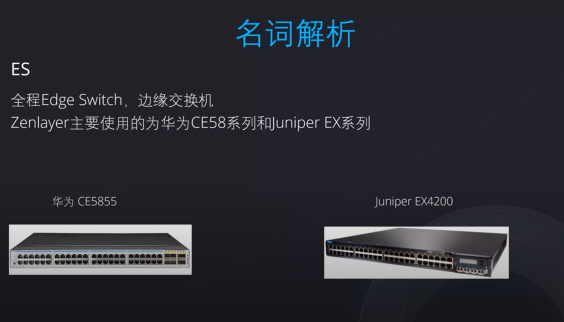 名词解析
ES
全程Edge Switch，边缘交换机
Zenlayer主要使用的为华为CE58系列和Juniper EX系列
华为 CE5855
Juniper EX4200